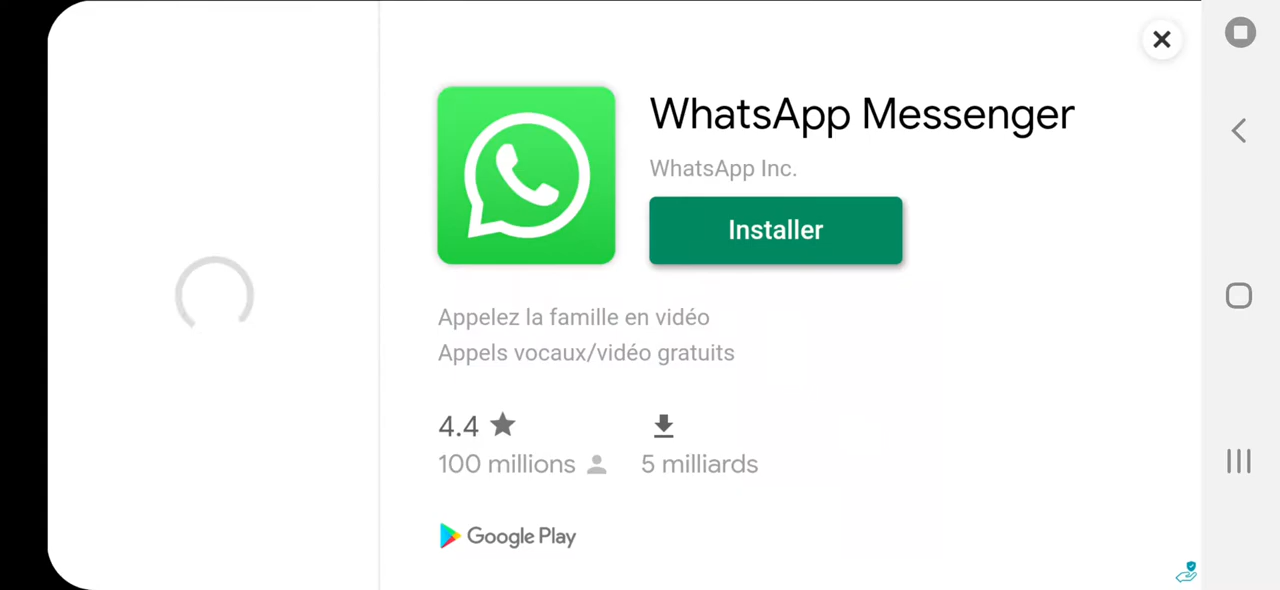 WhatsApp Messenger
WhatsApp Inc.
Installer
Appelez la famille en vidéo
Appels vocaux/vidéo gratuits
4.4
100 millions
5 milliards
Google Play